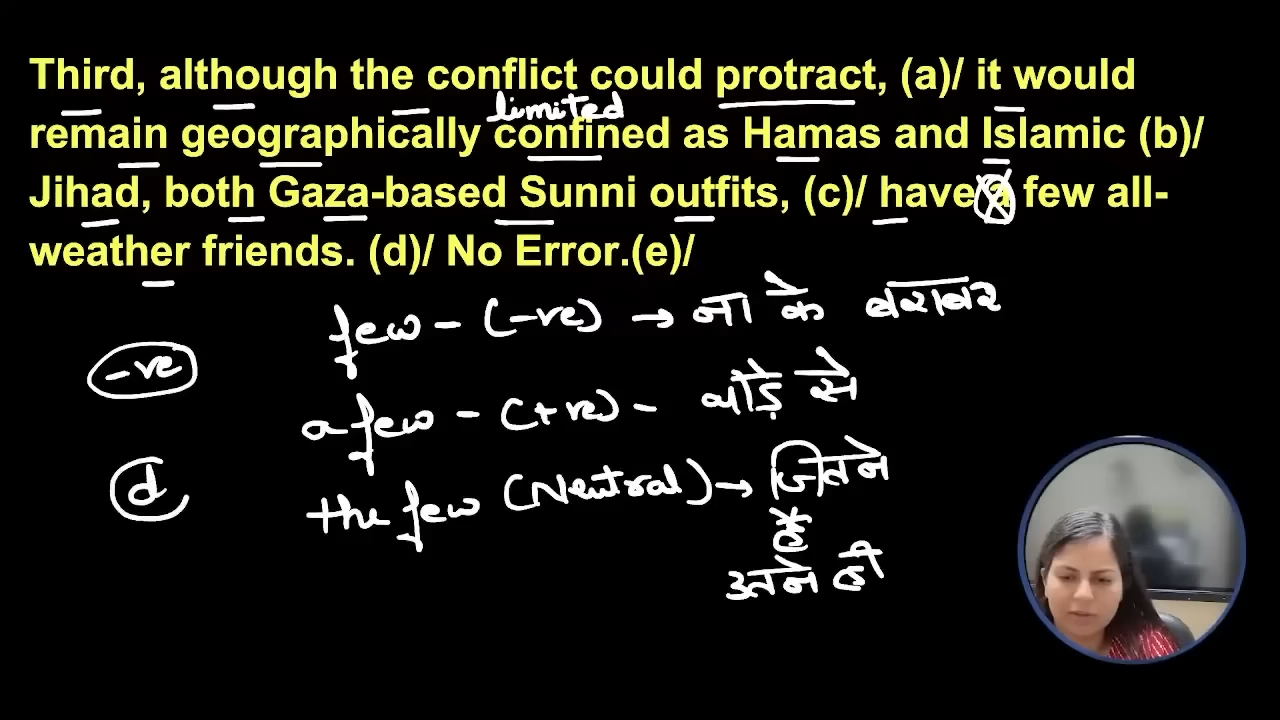 Third, although the conflict could protract, (a)/ it would
limited
remain geographically confined as Hamas and Islamic (b)/
Jihad, both Gaza-based Sunni outfits, (c)/ have a few all-
weather friends. (d)/ No Error.(e)/
few - (-ve) → ना के बराबर
-ve
a few - (+ve) - थोड़े से
d
the few (Neutral) → जितने
है
उतने ही